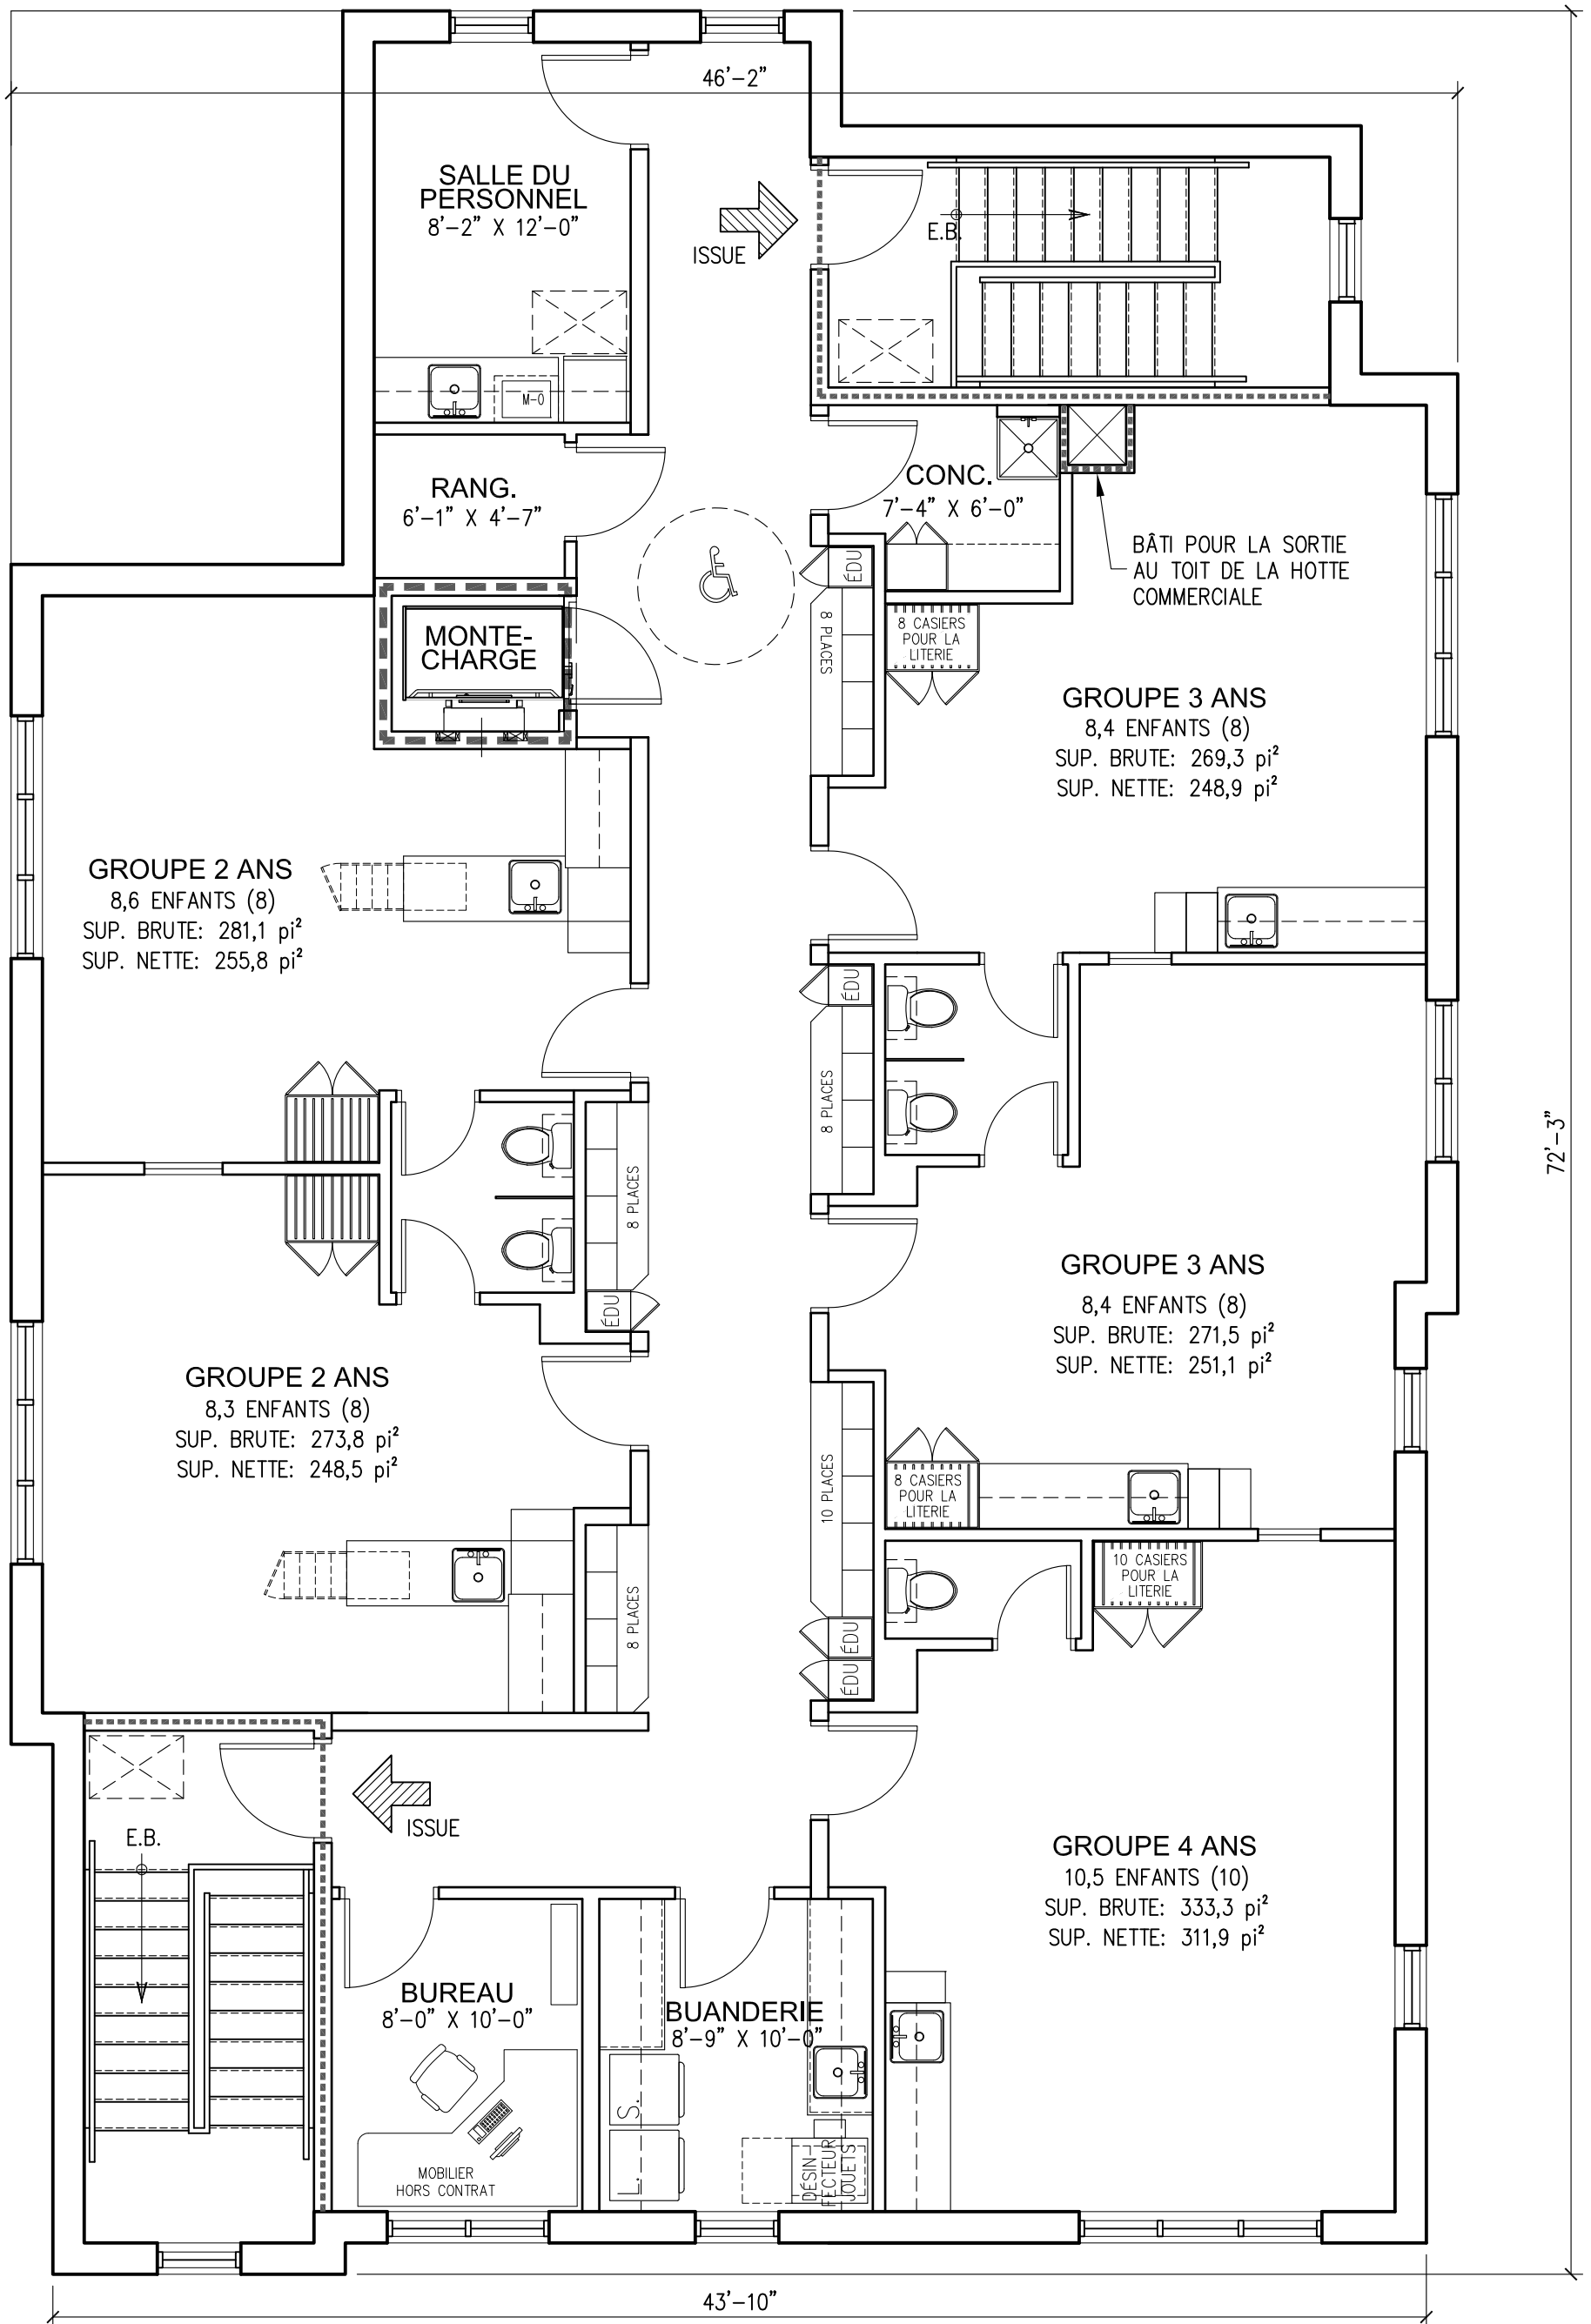 46'-2"
SALLE DU
PERSONNEL
8'-2" X 12'-0"
ISSUE
E.B.
M-O
RANG.
6'-1" X 4'-7"
CONC.
7'-4" X 6'-0"
BÂTI POUR LA SORTIE
AU TOIT DE LA HOTTE
COMMERCIALE
ÉDU
8 PLACES
8 CASIERS
POUR LA
LITERIE
MONTE-
CHARGE
GROUPE 3 ANS
8,4 ENFANTS (8)
SUP. BRUTE: 269,3 pi²
SUP. NETTE: 248,9 pi²
GROUPE 2 ANS
8,6 ENFANTS (8)
SUP. BRUTE: 281,1 pi²
SUP. NETTE: 255,8 pi²
ÉDU
8 PLACES
72'-3"
8 PLACES
ÉDU
GROUPE 3 ANS
8,4 ENFANTS (8)
SUP. BRUTE: 271,5 pi²
SUP. NETTE: 251,1 pi²
GROUPE 2 ANS
8,3 ENFANTS (8)
SUP. BRUTE: 273,8 pi²
SUP. NETTE: 248,5 pi²
10 PLACES
8 CASIERS
POUR LA
LITERIE
10 CASIERS
POUR LA
LITERIE
8 PLACES
ÉDU
ÉDU
ISSUE
E.B.
GROUPE 4 ANS
10,5 ENFANTS (10)
SUP. BRUTE: 333,3 pi²
SUP. NETTE: 311,9 pi²
BUREAU
8'-0" X 10'-0"
BUANDERIE
8'-9" X 10'-0"
S.
L.
MOBILIER
HORS CONTRAT
DÉSIN-
FECTEUR
JOUETS
43'-10"